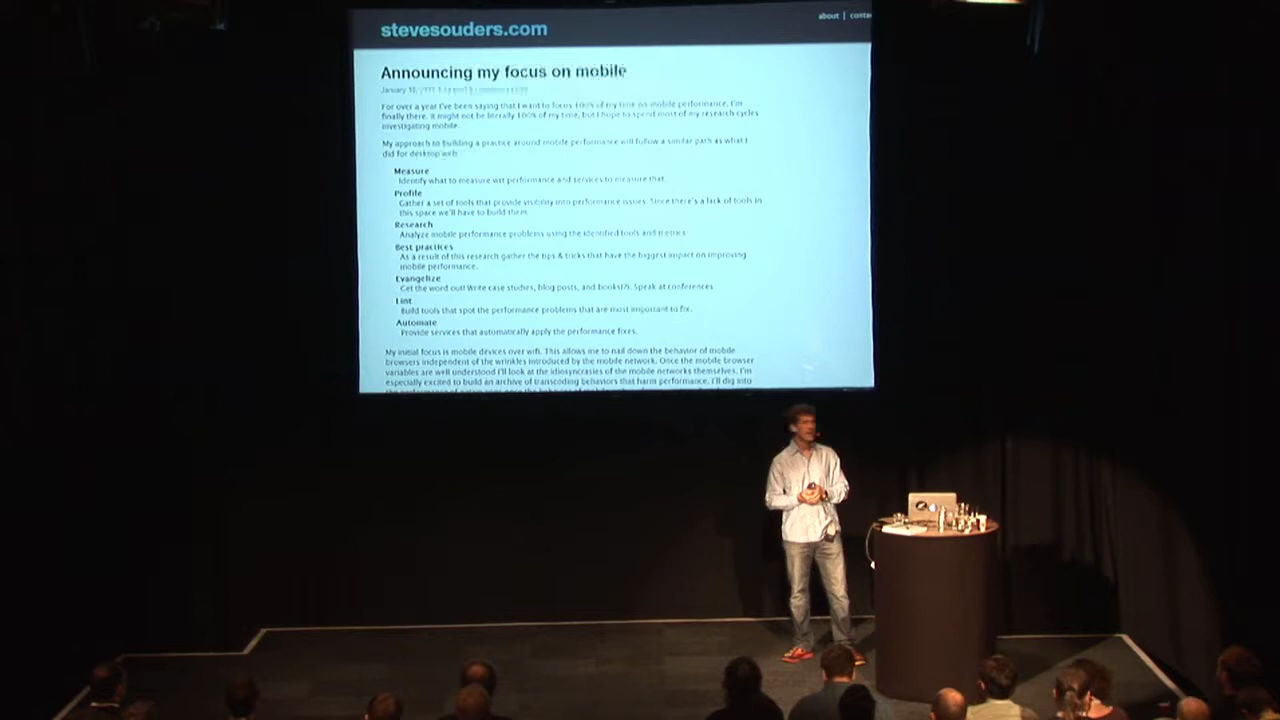 stevesouders.com
about | conta
Announcing my focus on mobile
January 10,
For over a year I've been saying that I want to focus 100% of my time on mobile performance. I'm
finally there. It might not be literally 100% of my time, but I hope to spend most of my research cycles
investigating mobile.
My approach to building a practice around mobile performance will follow a similar path as what I
did for desktop web:
Measure
Identify what to measure wrt performance and services to measure that.
Profile
Gather a set of tools that provide visibility into performance issues. Since there's a lack of tools in
this space we'll have to build them.
Research
Analyze mobile performance problems using the identified tools and metrics.
Best practices
As a result of this research gather the tips & tricks that have the biggest impact on improving
mobile performance.
Evangelize
Get the word out! Write case studies, blog posts, and books(?). Speak at conferences.
Lint
Build tools that spot the performance problems that are most important to fix.
Automate
Provide services that automatically apply the performance fixes.
My initial focus is mobile devices over wifi. This allows me to nail down the behavior of mobile
browsers independent of the wrinkles introduced by the mobile network. Once the mobile browser
variables are well understood I'll look at the idiosyncrasies of the mobile networks themselves. I'm
especially excited to build an archive of transcoding behaviors that harm performance. I'll dig into